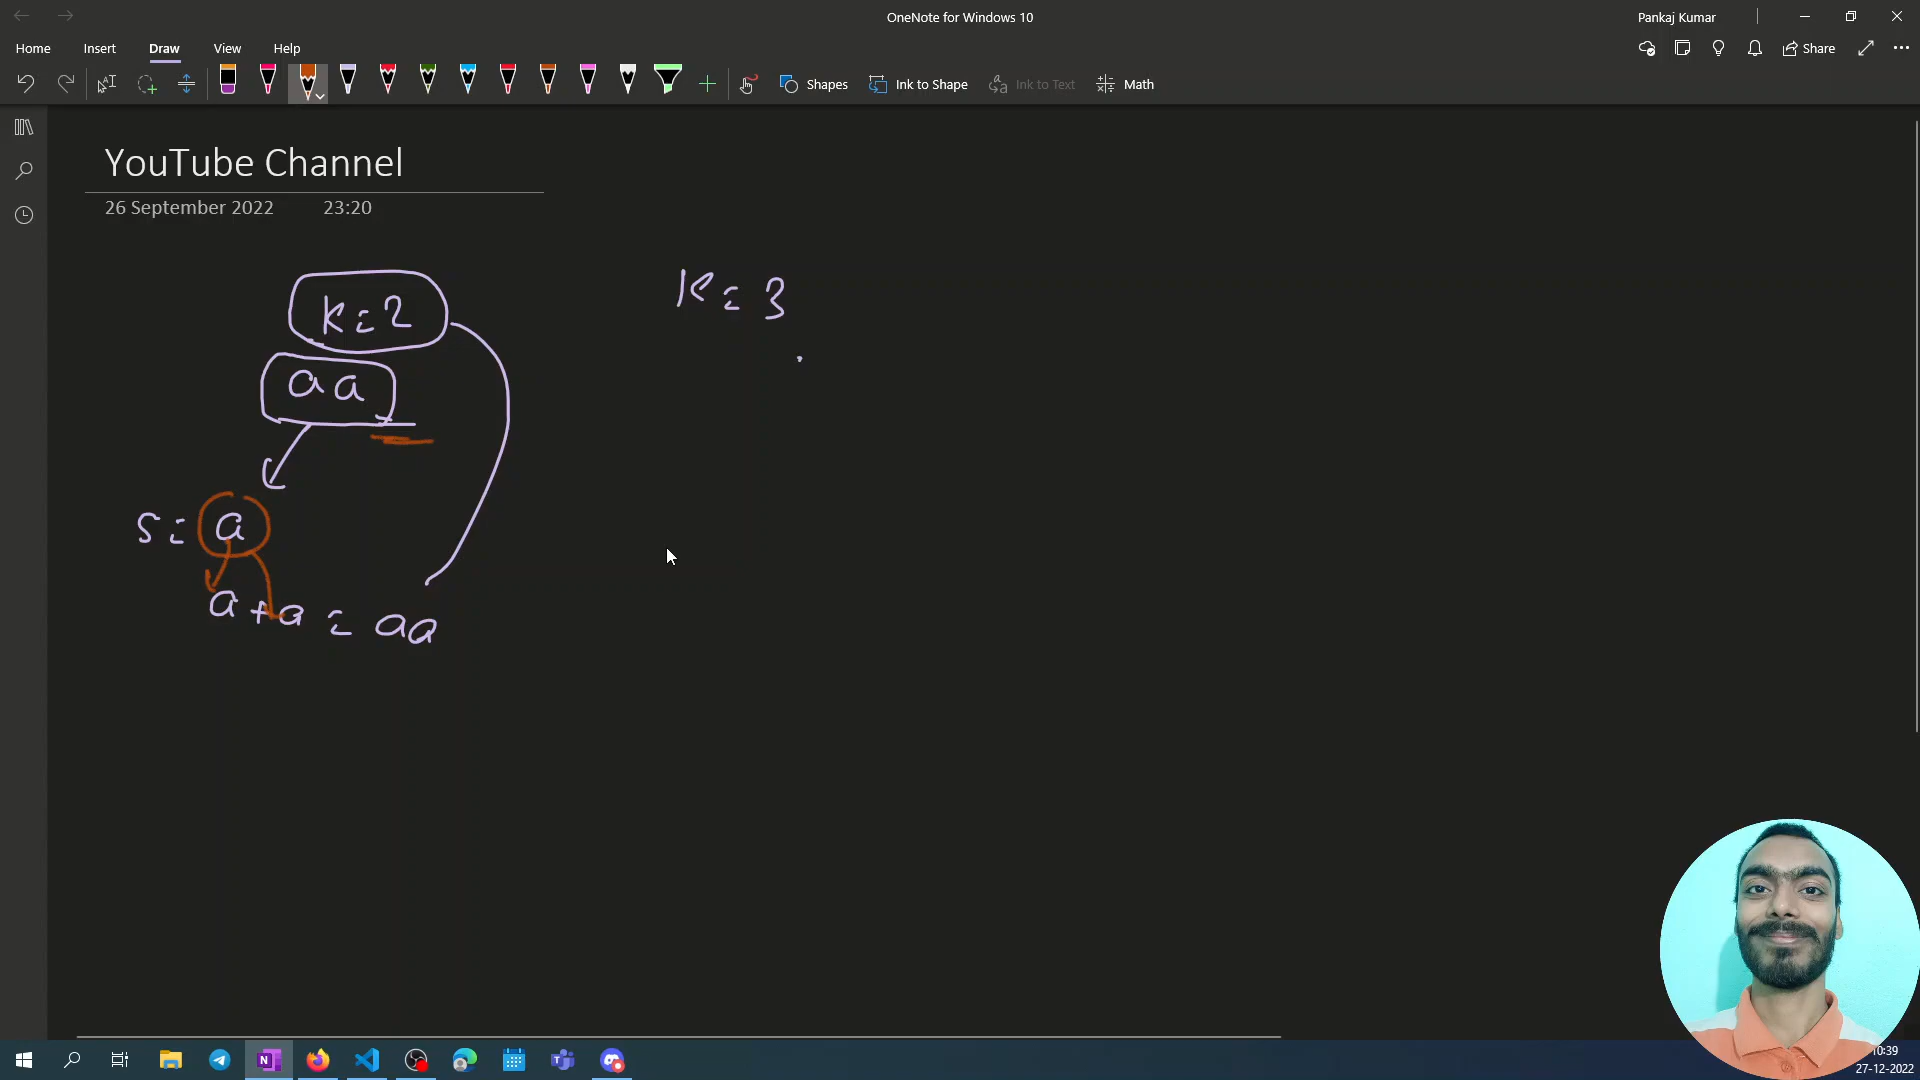 OneNote for Windows 10
Pankaj Kumar
Home Insert Draw View Help
Share
Shapes Ink to Shape Ink to Text Math
YouTube Channel
26 September 2022 23:20
K = 2
K = 3
aa
S = a
a + a = aa
10:39
27-12-2022